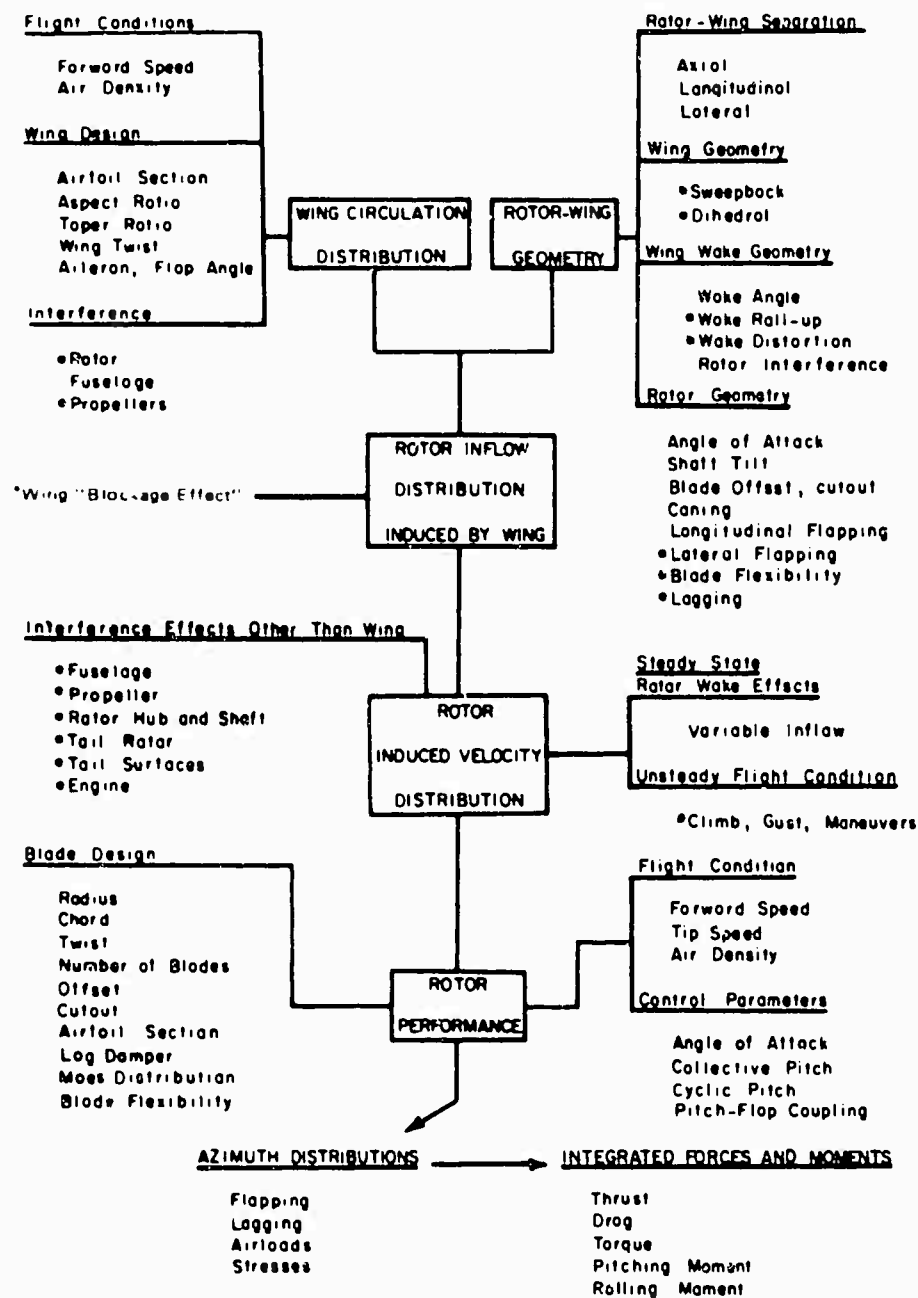 Flight Conditions
Forward Speed
Air Density
Wing Design
Airfoil Section
Aspect Ratio
Taper Ratio
Wing Twist
Aileron, Flap Angle
Interference
•Rotor
Fuselage
•Propellers
WING CIRCULATION
DISTRIBUTION
ROTOR-WING
GEOMETRY
Rotor-Wing Separation
Axial
Longitudinal
Lateral
Wing Geometry
•Sweepback
•Dihedral
Wing Wake Geometry
Wake Angle
•Wake Roll-up
•Wake Distortion
Rotor Interference
Rotor Geometry
Angle of Attack
Shaft Tilt
Blade Offset, cutout
Coning
Longitudinal Flapping
•Lateral Flapping
•Blade Flexibility
•Lagging
ROTOR INFLOW
DISTRIBUTION
INDUCED BY WING
•Wing "Blockage Effect"
Interference Effects Other Than Wing
•Fuselage
•Propeller
•Rotor Hub and Shaft
•Tail Rotor
•Tail Surfaces
•Engine
ROTOR
INDUCED VELOCITY
DISTRIBUTION
Steady State
Rotor Wake Effects
Variable Inflow
Unsteady Flight Condition
•Climb, Gust, Maneuvers
Blade Design
Radius
Chord
Twist
Number of Blades
Offset
Cutout
Airfoil Section
Lag Damper
Mass Distribution
Blade Flexibility
ROTOR
PERFORMANCE
Flight Condition
Forward Speed
Tip Speed
Air Density
Control Parameters
Angle of Attack
Collective Pitch
Cyclic Pitch
Pitch-Flap Coupling
AZIMUTH DISTRIBUTIONS
Flapping
Lagging
Airloads
Stresses
INTEGRATED FORCES AND MOMENTS
Thrust
Drag
Torque
Pitching Moment
Rolling Moment